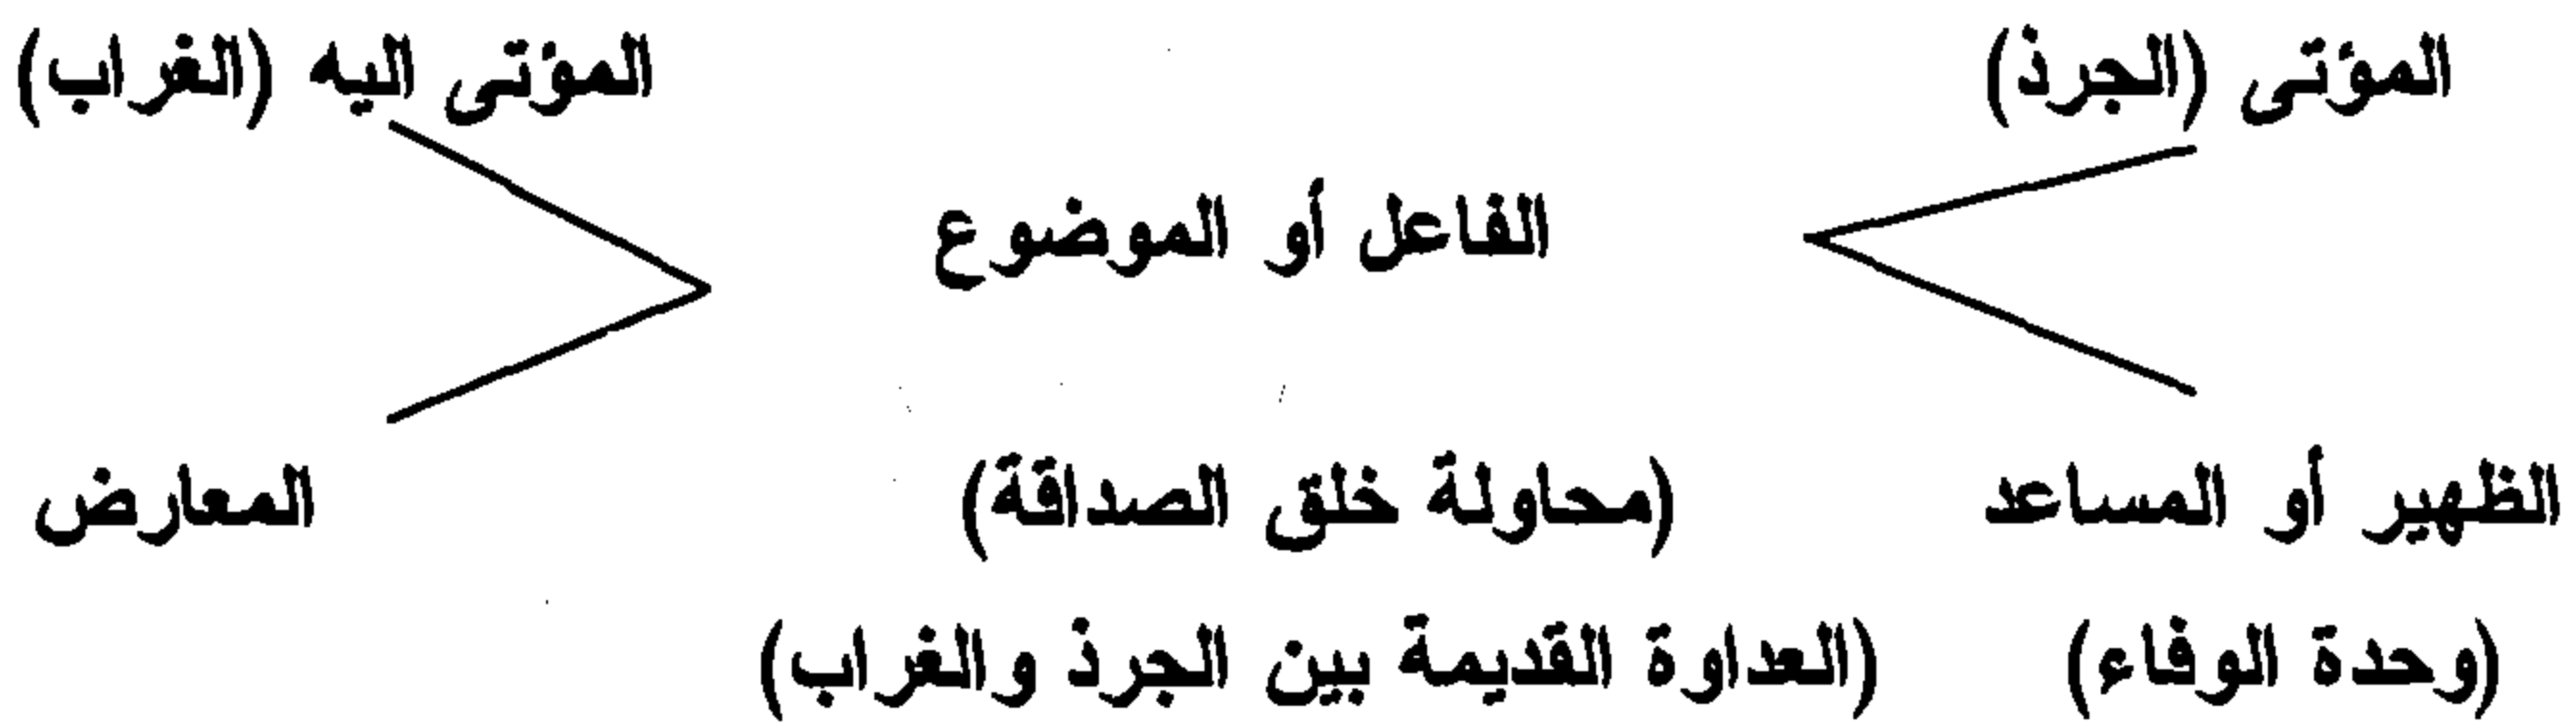 المؤتى (الجرذ)
المؤتى اليه (الغراب)
الفاعل أو الموضوع
الظهير أو المساعد
(محاولة خلق الصداقة)
المعارض
(وحدة الوفاء)
(العداوة القديمة بين الجرذ والغراب)